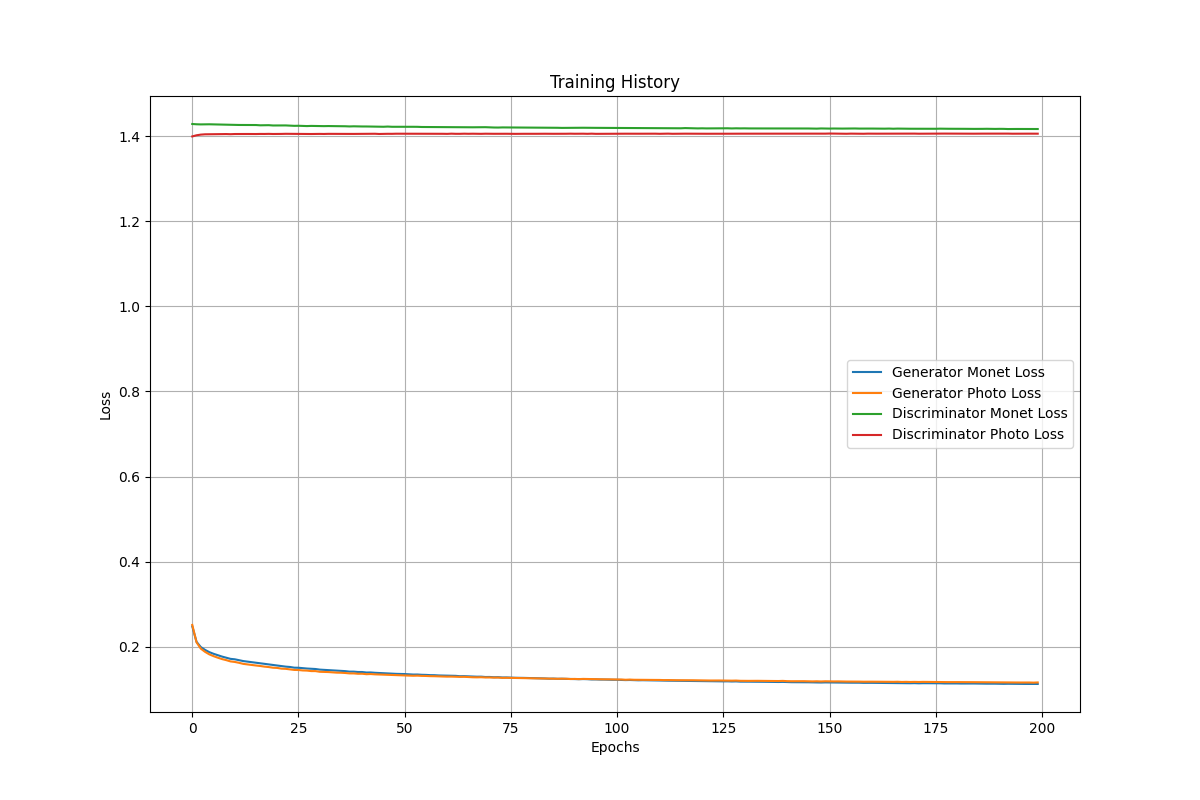 Training History
1.4
1.2
1.0
0.8
0.6
0.4
0.2
Loss
Generator Monet Loss
Generator Photo Loss
Discriminator Monet Loss
Discriminator Photo Loss
0 25 50 75 100 125 150 175 200
Epochs